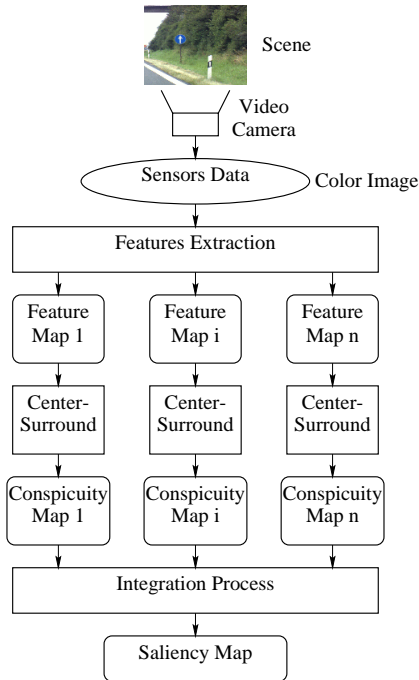 Scene
Video
Camera
Sensors Data
Color Image
Features Extraction
Feature
Map 1
Feature
Map i
Feature
Map n
Center-
Surround
Center-
Surround
Center-
Surround
Conspicuity
Map 1
Conspicuity
Map i
Conspicuity
Map n
Integration Process
Saliency Map